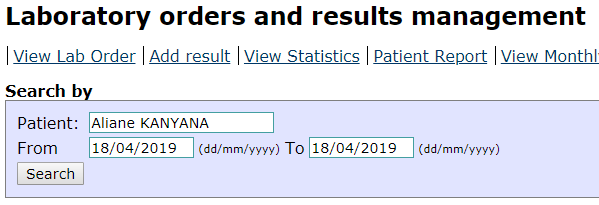 Laboratory orders and results management
View Lab Order Add result View Statistics Patient Report View Monthl
Search by
Patient: Aliane KANYANA
From 18/04/2019 (dd/mm/yyyy) To 18/04/2019 (dd/mm/yyyy)
Search